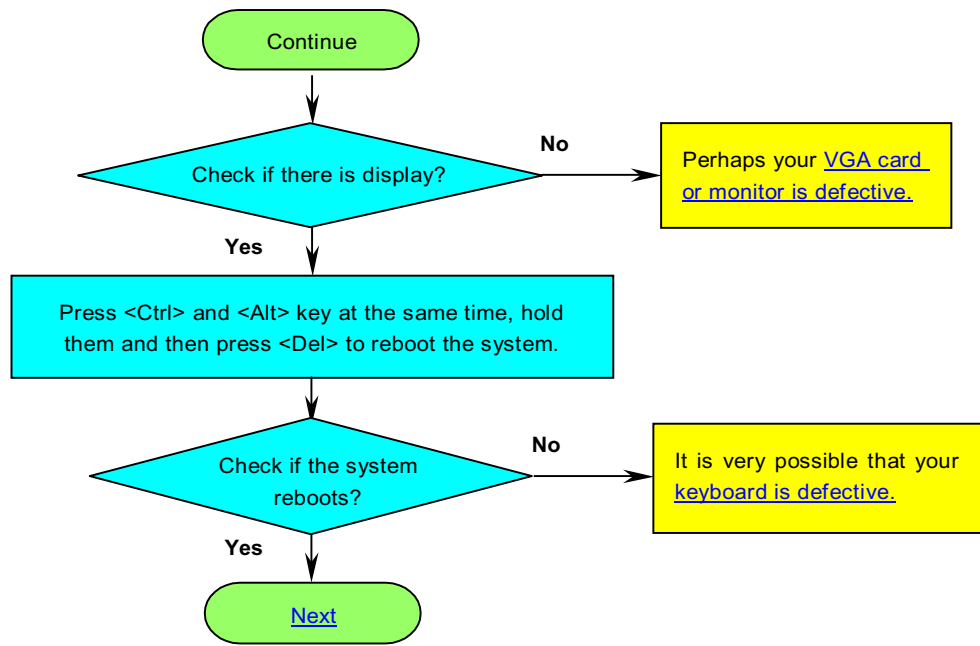 Continue
Check if there is display?
No
Perhaps your VGA card
or monitor is defective.
Yes
Press <Ctrl> and <Alt> key at the same time, hold
them and then press <Del> to reboot the system.
Check if the system
reboots?
No
It is very possible that your
keyboard is defective.
Yes
Next